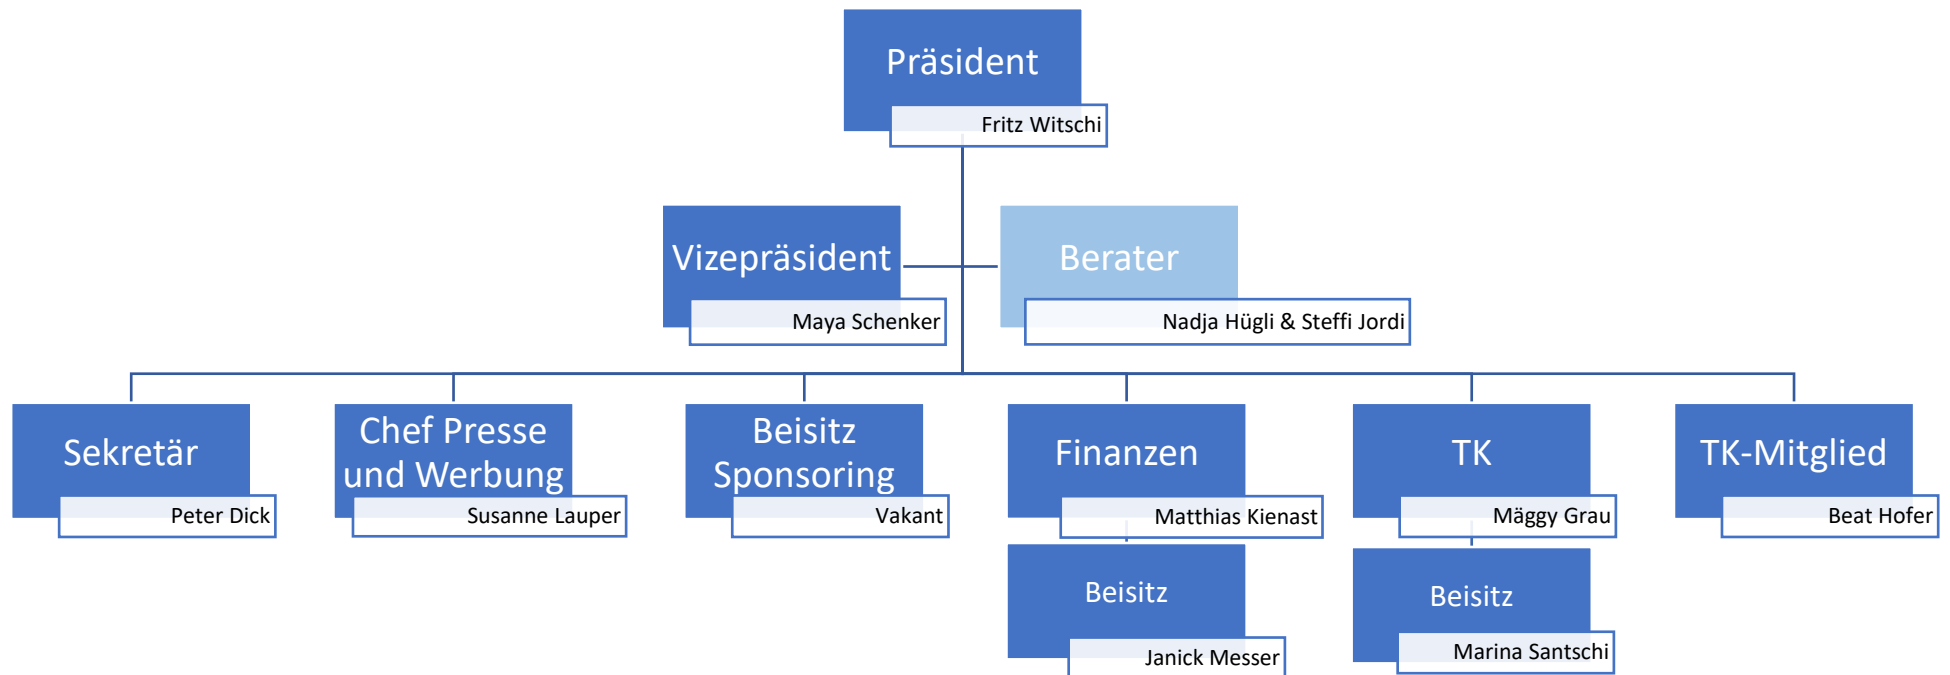 Präsident
Fritz Witschi
Vizepräsident
Maya Schenker
Berater
Nadja Hügli & Steffi Jordi
Sekretär
Peter Dick
Chef Presse
und Werbung
Susanne Lauper
Beisitz
Sponsoring
Vakant
Finanzen
Matthias Kienast
TK
Mäggy Grau
TK-Mitglied
Beat Hofer
Beisitz
Janick Messer
Beisitz
Marina Santschi